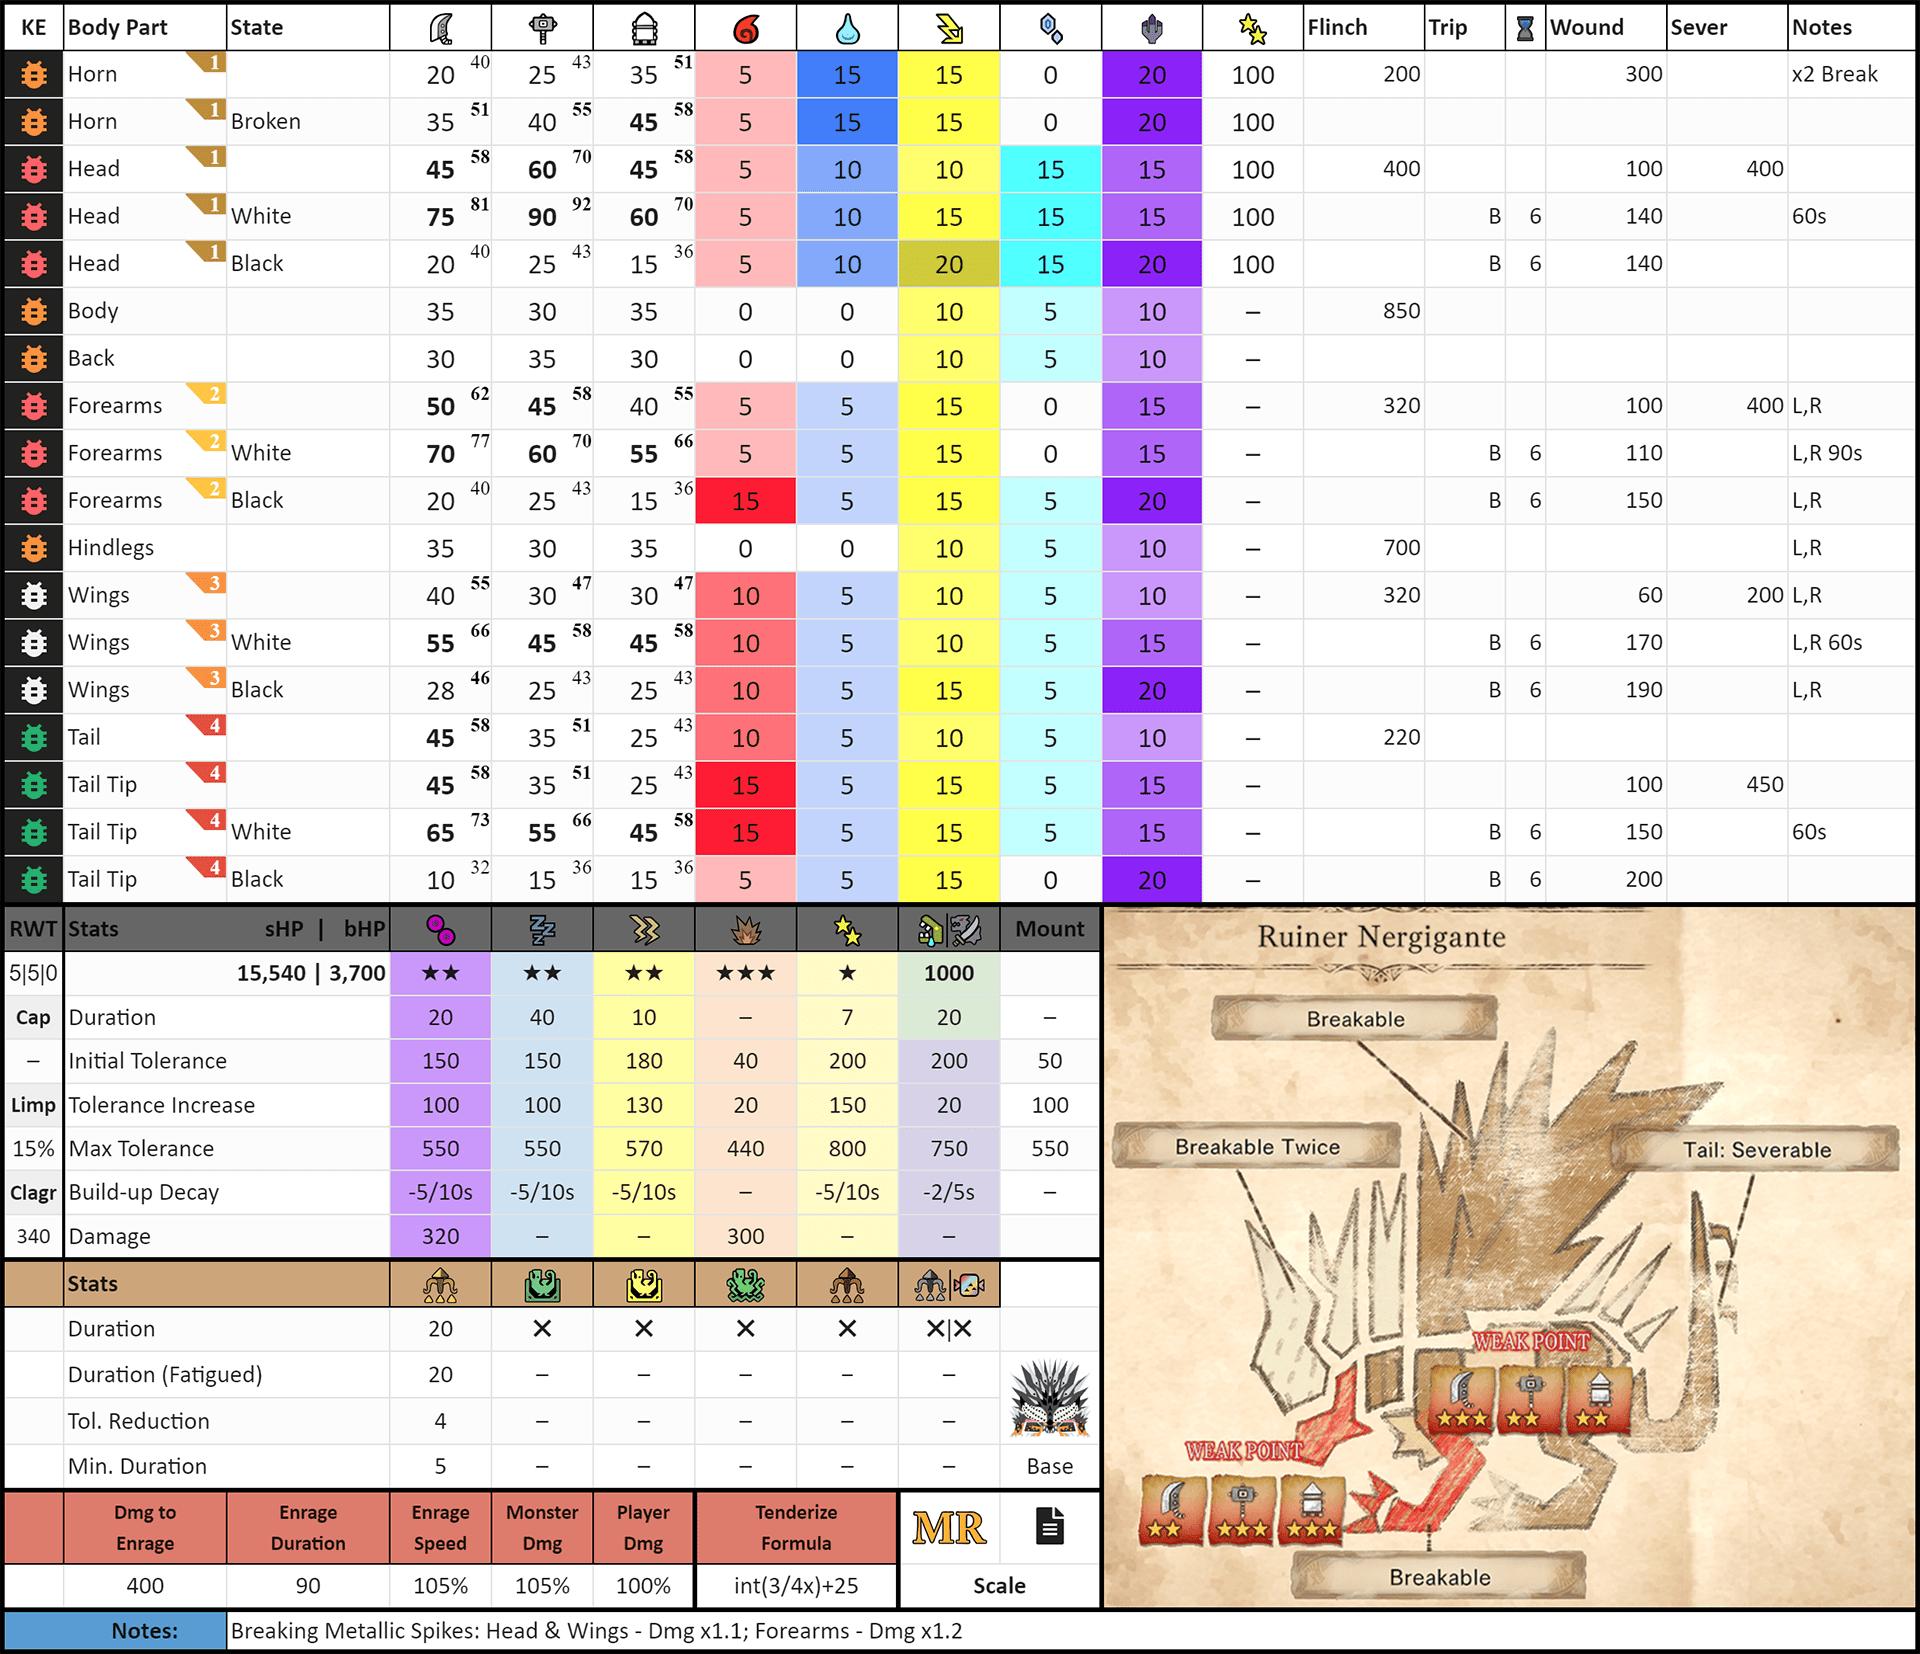 KE Body Part State Flinch Trip Wound Sever Notes
Horn 1 20 40 25 43 35 51 5 15 15 0 20 100 200 300 x2 Break
Horn 1 Broken 35 51 40 55 45 58 5 15 15 0 20 100
Head 1 45 58 60 70 45 58 5 10 10 15 15 100 400 100 400
Head 1 White 75 81 90 92 60 70 5 10 15 15 15 100 B 6 140 60s
Head 1 Black 20 40 25 43 15 36 5 10 20 15 20 100 B 6 140
Body 35 30 35 0 0 10 5 10 – 850
Back 30 35 30 0 0 10 5 10 –
Forearms 2 50 62 45 58 40 55 5 5 15 0 15 – 320 100 400 L,R
Forearms 2 White 70 77 60 70 55 66 5 5 15 0 15 – B 6 110 L,R 90s
Forearms 2 Black 20 40 25 43 15 36 15 5 15 5 20 – B 6 150 L,R
Hindlegs 35 30 35 0 0 10 5 10 – 700 L,R
Wings 3 40 55 30 47 30 47 10 5 10 5 10 – 320 60 200 L,R
Wings 3 White 55 66 45 58 45 58 10 5 10 5 15 – B 6 170 L,R 60s
Wings 3 Black 28 46 25 43 25 43 10 5 15 5 20 – B 6 190 L,R
Tail 4 45 58 35 51 25 43 10 5 10 5 10 – 220
Tail Tip 4 45 58 35 51 25 43 15 5 15 5 15 – 100 450
Tail Tip 4 White 65 73 55 66 45 58 15 5 15 5 15 – B 6 150 60s
Tail Tip 4 Black 10 32 15 36 15 36 5 5 15 0 20 – B 6 200
RWT Stats sHP | bHP Mount
5|5|0 15,540 | 3,700 ★★ ★★ ★★ ★★★ ★ 1000
Cap Duration 20 40 10 – 7 20 –
– Initial Tolerance 150 150 180 40 200 200 50
Limp Tolerance Increase 100 100 130 20 150 20 100
15% Max Tolerance 550 550 570 440 800 750 550
Clagr Build-up Decay -5/10s -5/10s -5/10s – -5/10s -2/5s –
340 Damage 320 – – 300 – –
Stats
Duration 20 ✕ ✕ ✕ ✕ ✕|✕
Duration (Fatigued) 20 – – – – –
Tol. Reduction 4 – – – – –
Min. Duration 5 – – – – – Base
Dmg to Enrage Enrage Duration Enrage Speed Monster Dmg Player Dmg Tenderize Formula MR
400 90 105% 105% 100% int(3/4x)+25 Scale
Notes: Breaking Metallic Spikes: Head & Wings - Dmg x1.1; Forearms - Dmg x1.2
Ruiner Nergigante
Breakable
Breakable Twice
Tail: Severable
WEAK POINT
WEAK POINT
Breakable